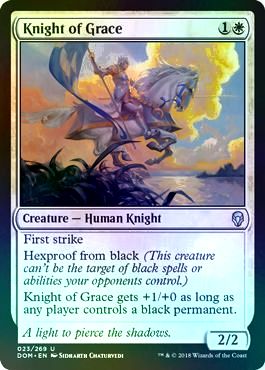 Knight of Grace 1
Creature — Human Knight
First strike
Hexproof from black (This creature
can't be the target of black spells or
abilities your opponents control.)
Knight of Grace gets +1/+0 as long as
any player controls a black permanent.
A light to pierce the shadows.
2/2
023/269 U
DOM • EN Sidharth Chaturvedi
™ & © 2018 Wizards of the Coast